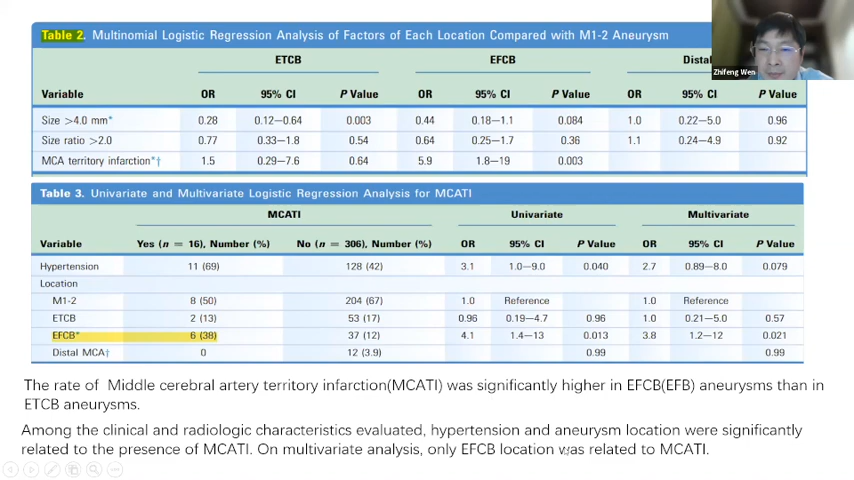 Table 2. Multinomial Logistic Regression Analysis of Factors of Each Location Compared with M1-2 Aneurysm
Zhifeng Wen
ETCB EFCB Distal
Variable OR 95% CI P Value OR 95% CI P Value OR 95% CI P Value
Size >4.0 mm* 0.28 0.12–0.64 0.003 0.44 0.18–1.1 0.084 1.0 0.22–5.0 0.96
Size ratio >2.0 0.77 0.33–1.8 0.54 0.64 0.25–1.7 0.36 1.1 0.24–4.9 0.92
MCA territory infarction*† 1.5 0.29–7.6 0.64 5.9 1.8–19 0.003
Table 3. Univariate and Multivariate Logistic Regression Analysis for MCATI
MCATI Univariate Multivariate
Variable Yes (n = 16), Number (%) No (n = 306), Number (%) OR 95% CI P Value OR 95% CI P Value
Hypertension 11 (69) 128 (42) 3.1 1.0–9.0 0.040 2.7 0.89–8.0 0.079
Location
M1-2 8 (50) 204 (67) 1.0 Reference 1.0 Reference
ETCB 2 (13) 53 (17) 0.96 0.19–4.7 0.96 1.0 0.21–5.0 0.57
EFCB* 6 (38) 37 (12) 4.1 1.4–13 0.013 3.8 1.2–12 0.021
Distal MCA† 0 12 (3.9) 0.99 0.99
The rate of Middle cerebral artery territory infarction(MCATI) was significantly higher in EFCB(EFB) aneurysms than in
ETCB aneurysms.
Among the clinical and radiologic characteristics evaluated, hypertension and aneurysm location were significantly
related to the presence of MCATI. On multivariate analysis, only EFCB location was related to MCATI.